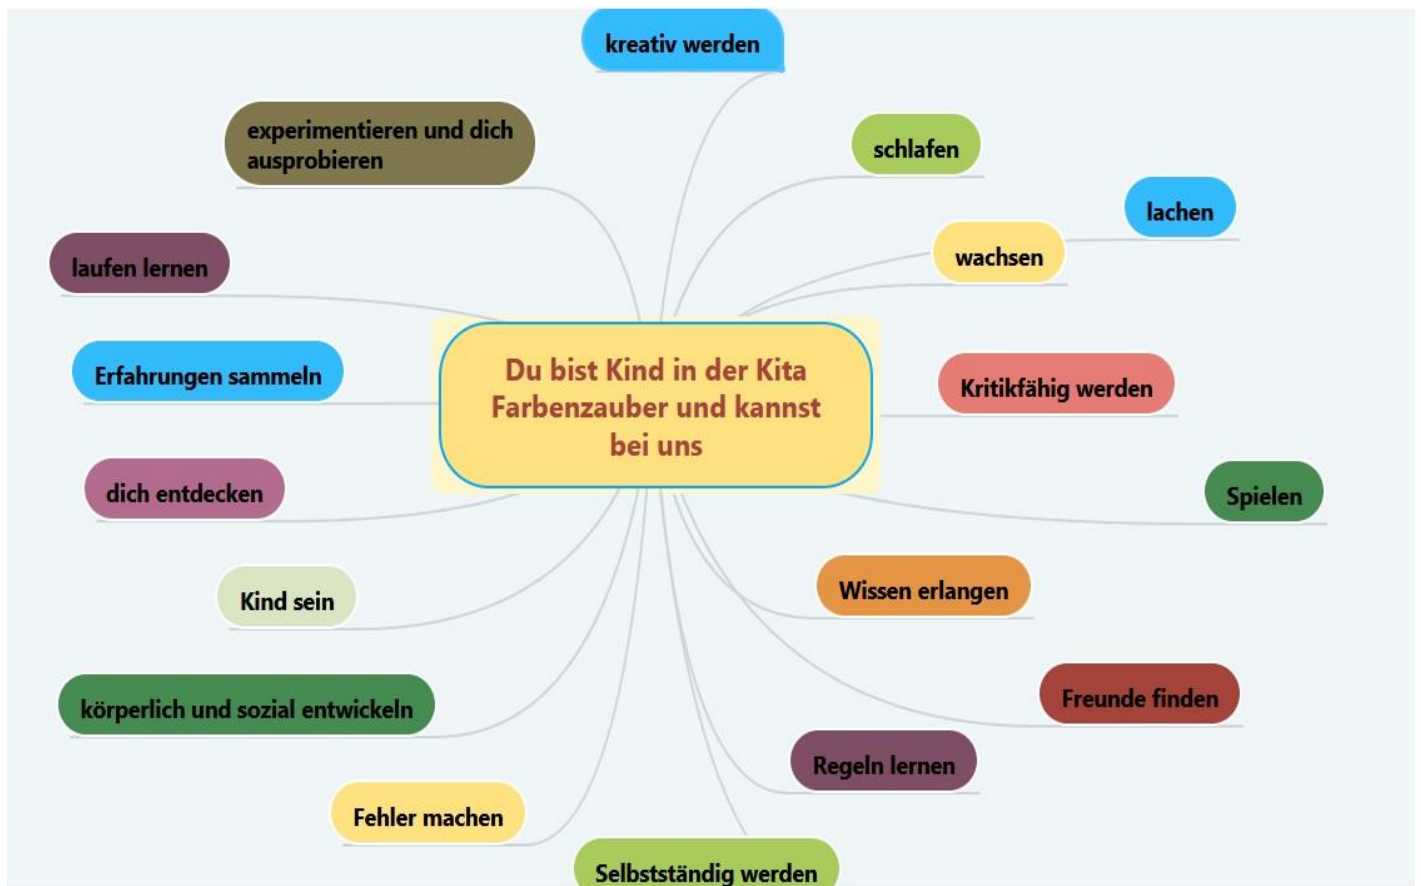 kreativ werden
experimentieren und dich
ausprobieren
schlafen
lachen
wachsen
laufen lernen
Erfahrungen sammeln
Du bist Kind in der Kita
Farbenzauber und kannst
bei uns
Kritikfähig werden
dich entdecken
Spielen
Kind sein
Wissen erlangen
körperlich und sozial entwickeln
Freunde finden
Regeln lernen
Fehler machen
Selbstständig werden